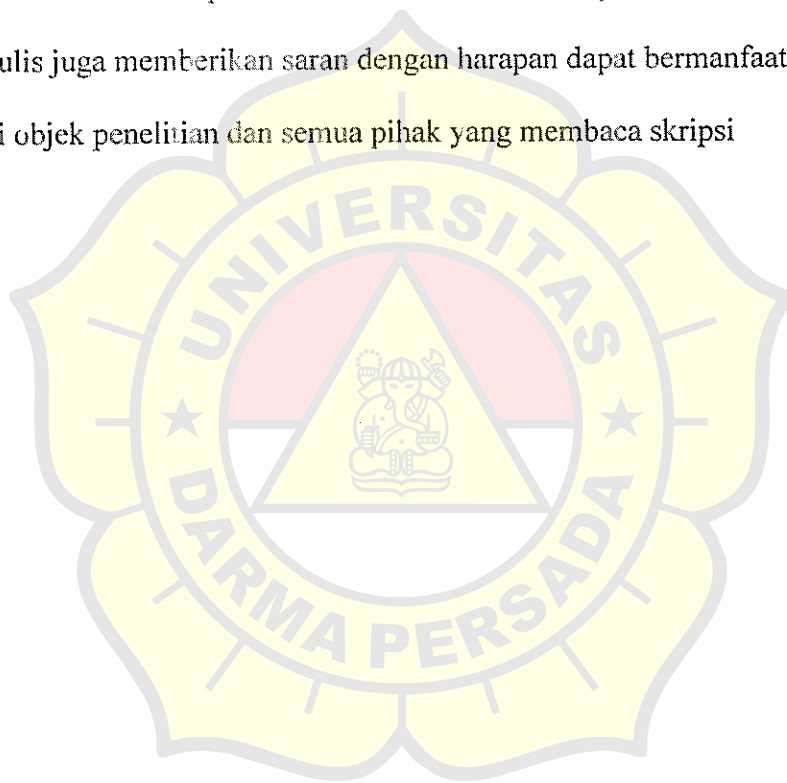 ulis juga memberikan saran dengan harapan dapat bermanfaat
i objek penelitian dan semua pihak yang membaca skripsi
UNIVERSITAS
DARMA PERSADA